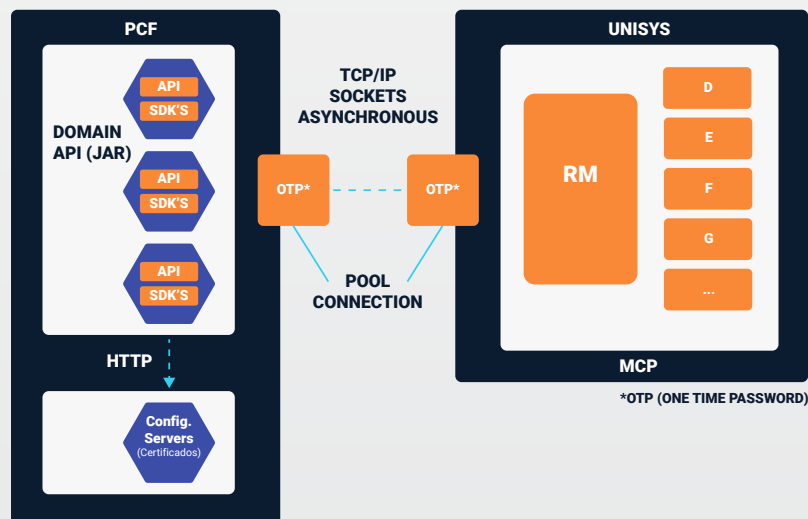 PCF
API
SDK'S
DOMAIN
API (JAR)
API
SDK'S
API
SDK'S
HTTP
Config.
Servers
(Certificados)
TCP/IP
SOCKETS
ASYNCHRONOUS
OTP*
OTP*
POOL
CONNECTION
UNISYS
RM
D
E
F
G
...
MCP
*OTP (ONE TIME PASSWORD)